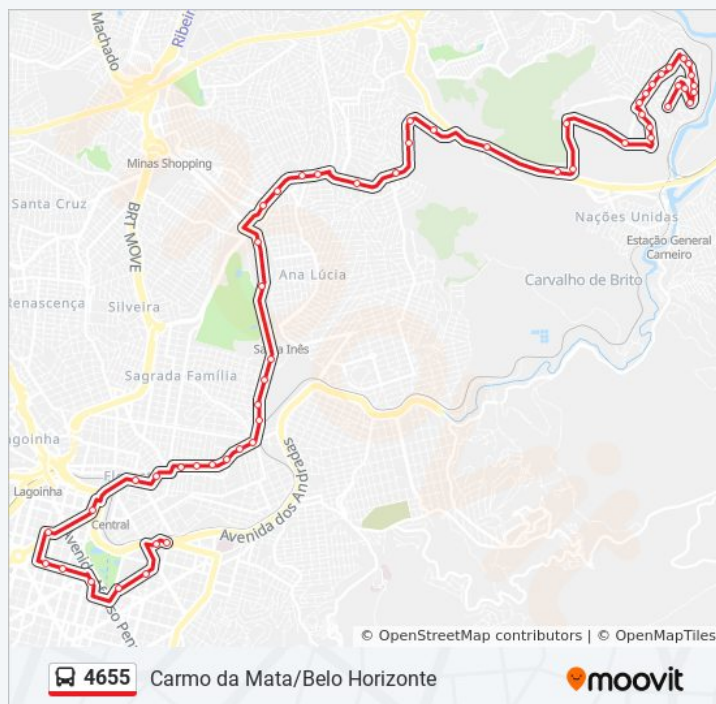 Machado
Ribeir
Minas Shopping
Santa Cruz
BRT MOVE
Nações Unidas
Estação General
Carneiro
Ana Lúcia
Carvalho de Brito
Renascença
Silveira
Santa Inês
Sagrada Família
Lagoinha
Lagoinha
Central
Avenida dos Andradas
© OpenStreetMap contributors | © OpenMapTiles
4655 Carmo da Mata/Belo Horizonte
moovit